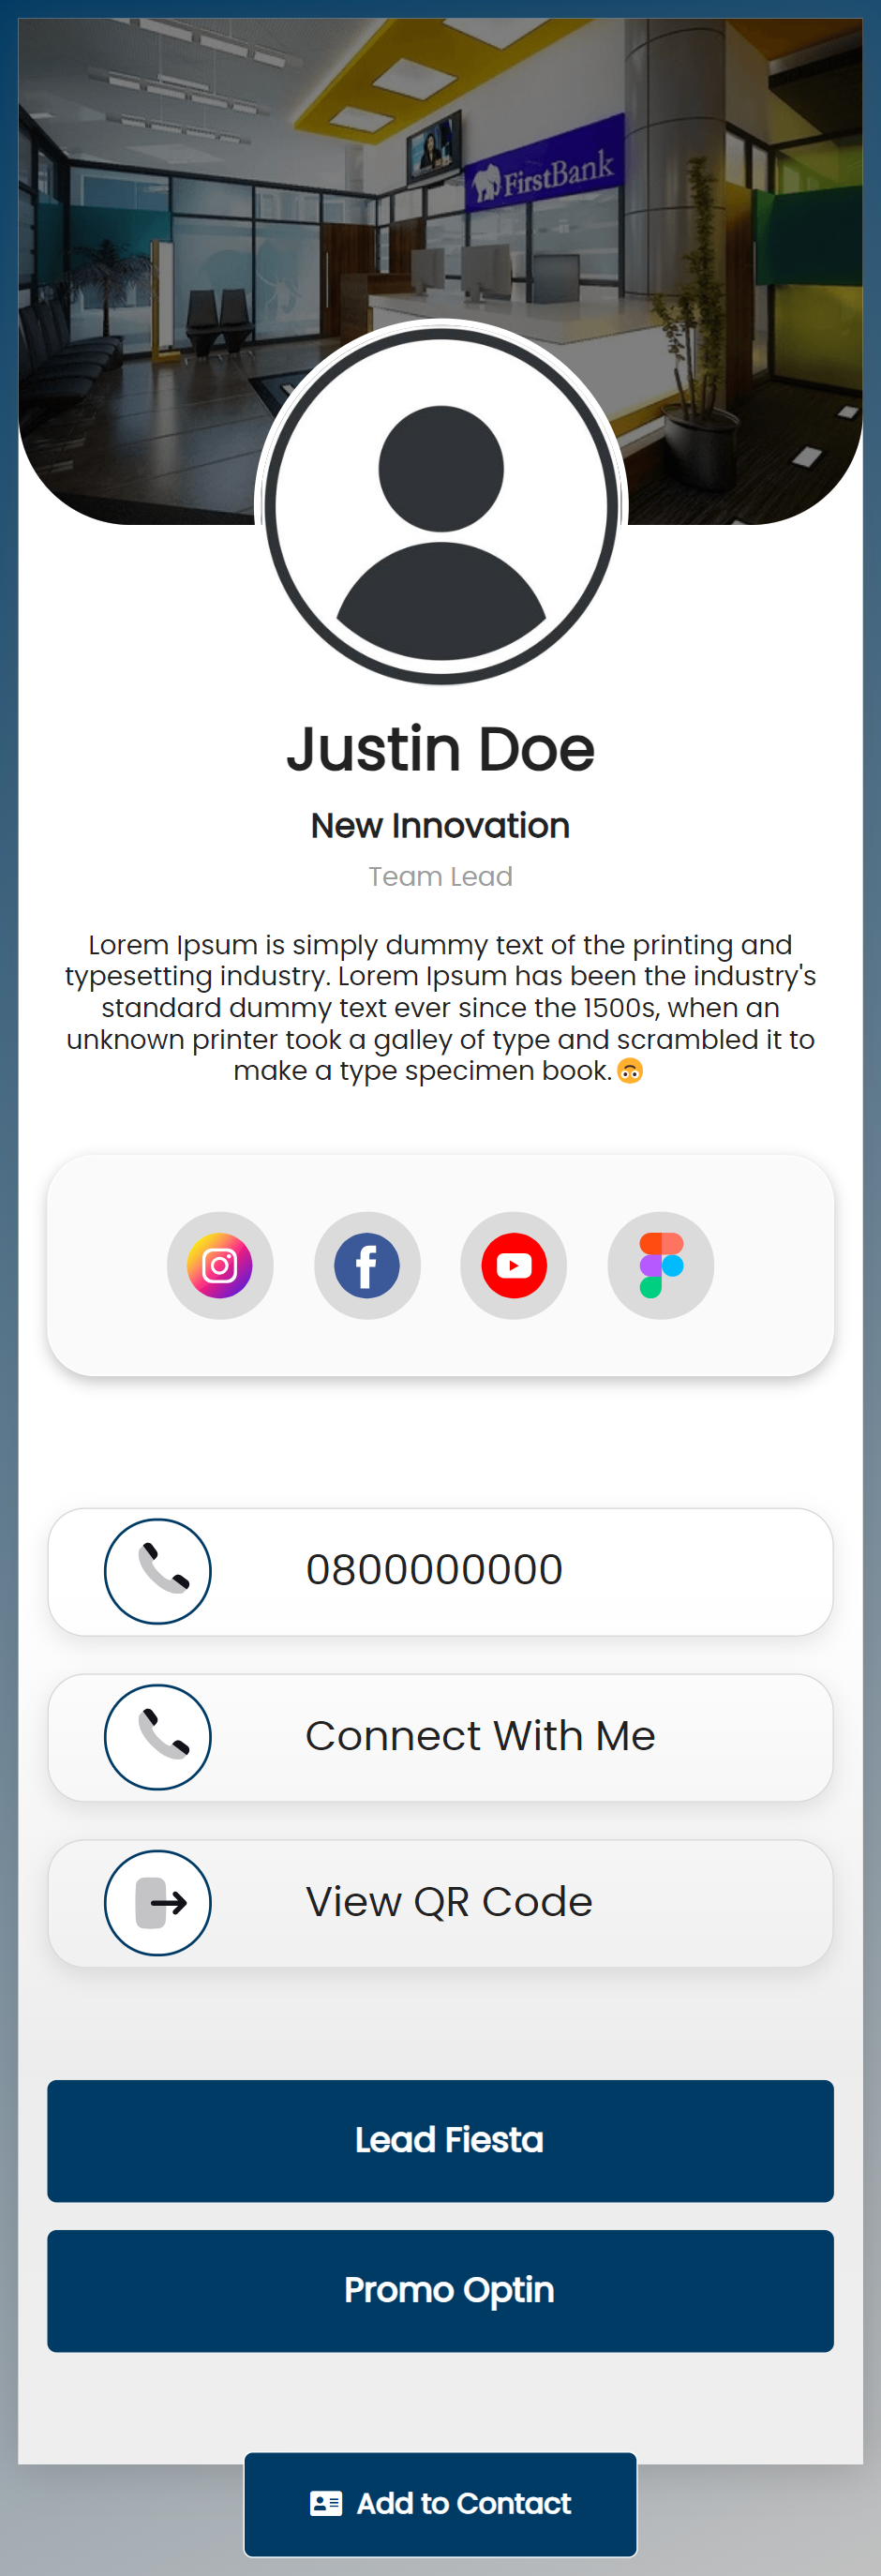 FirstBank
Justin Doe
New Innovation
Team Lead
Lorem Ipsum is simply dummy text of the printing and
typesetting industry. Lorem Ipsum has been the industry's
standard dummy text ever since the 1500s, when an
unknown printer took a galley of type and scrambled it to
make a type specimen book.🙃
0800000000
Connect With Me
View QR Code
Lead Fiesta
Promo Optin
Add to Contact